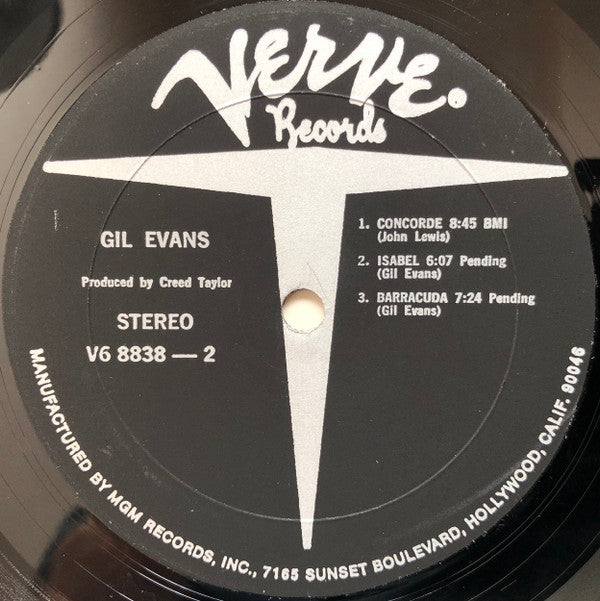 Verve.
Records
GIL EVANS
Produced by Creed Taylor
STEREO
V6 8838 — 2
1. CONCORDE 8:45 BMI
(John Lewis)
2. ISABEL 6:07 Pending
(Gil Evans)
3. BARRACUDA 7:24 Pending
(Gil Evans)
MANUFACTURED BY MGM RECORDS, INC., 7165 SUNSET BOULEVARD, HOLLYWOOD, CALIF. 90046